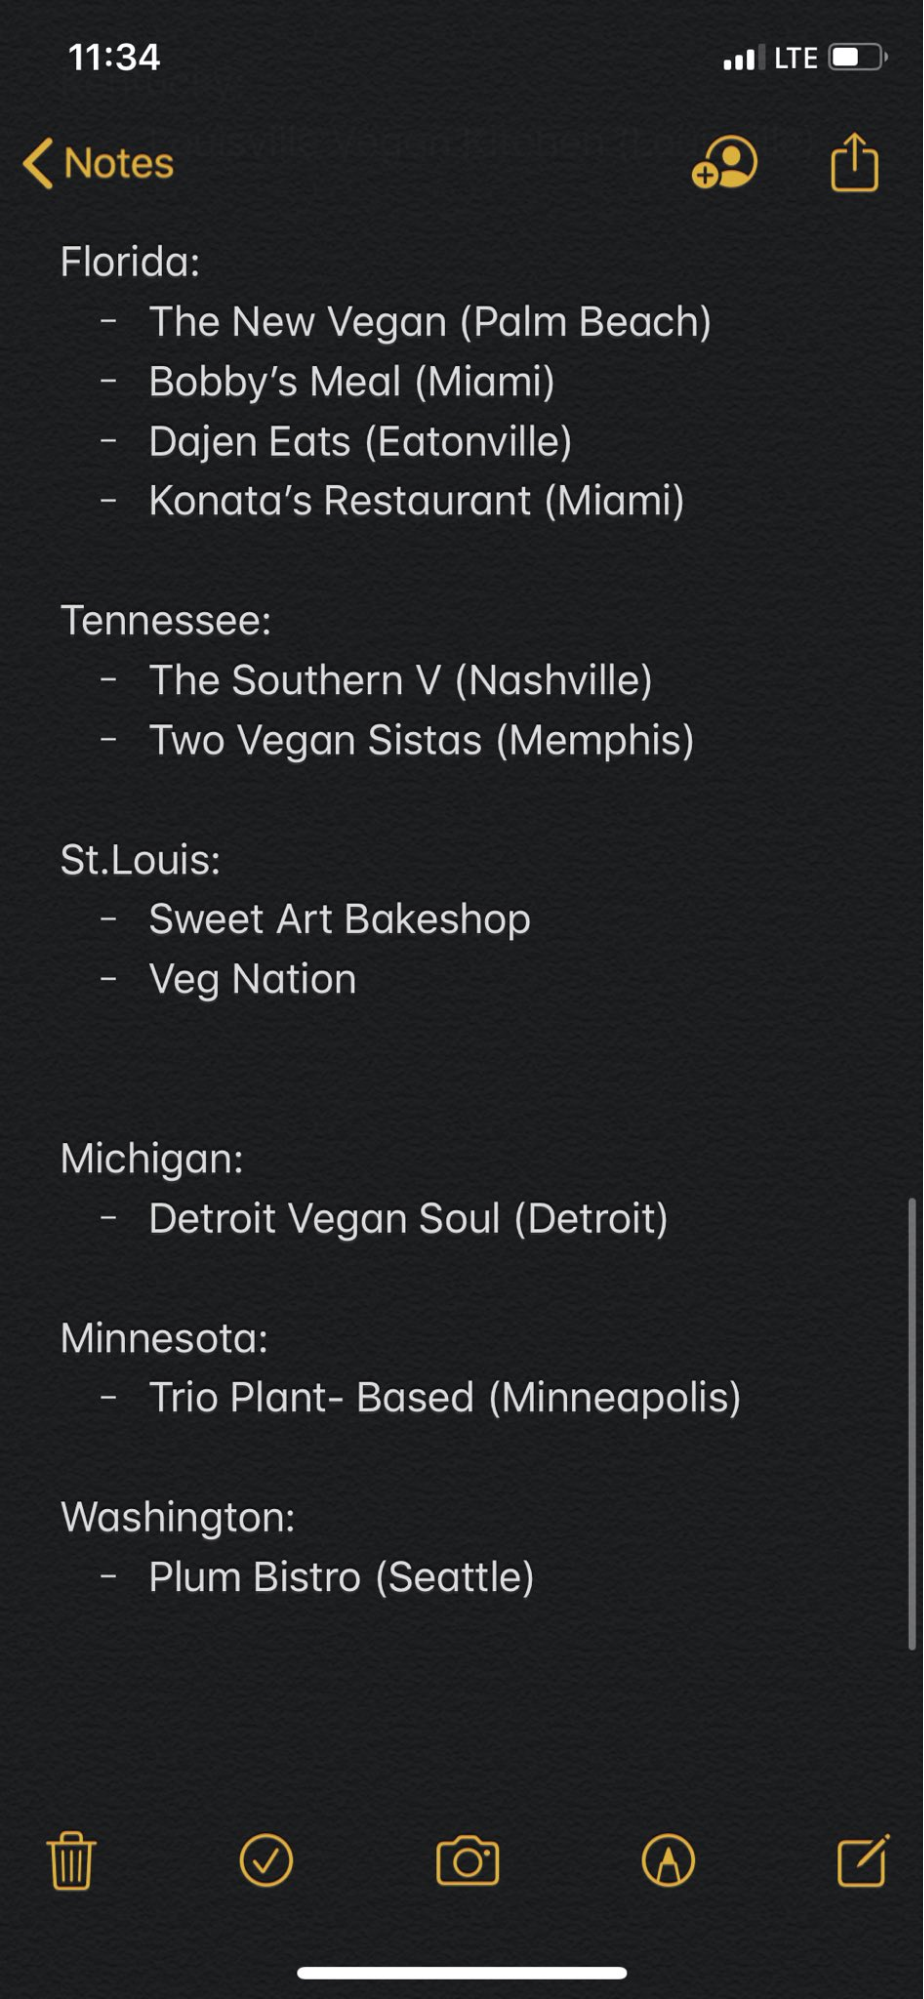 11:34
LTE
Notes
Florida:
- The New Vegan (Palm Beach)
- Bobby’s Meal (Miami)
- Dajen Eats (Eatonville)
- Konata’s Restaurant (Miami)
Tennessee:
- The Southern V (Nashville)
- Two Vegan Sistas (Memphis)
St.Louis:
- Sweet Art Bakeshop
- Veg Nation
Michigan:
- Detroit Vegan Soul (Detroit)
Minnesota:
- Trio Plant- Based (Minneapolis)
Washington:
- Plum Bistro (Seattle)